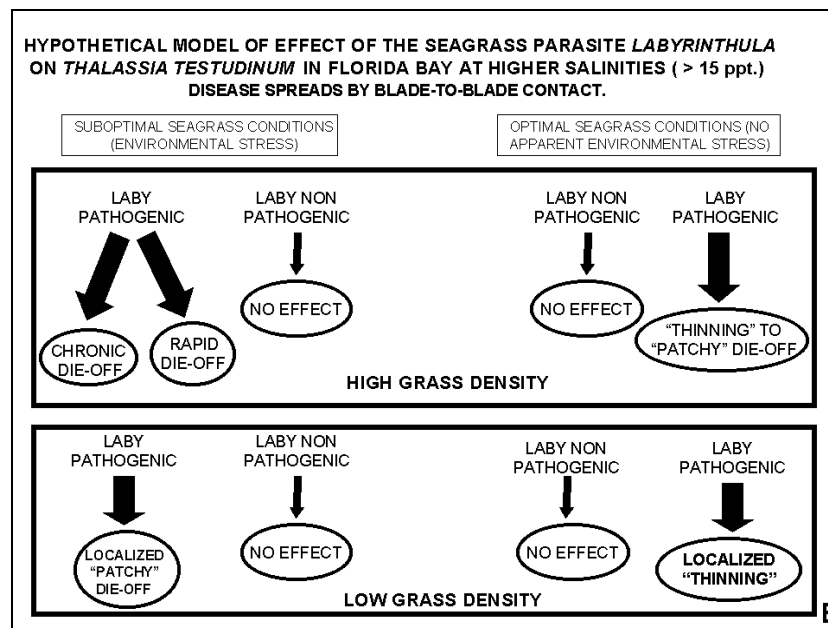 HYPOTHETICAL MODEL OF EFFECT OF THE SEAGRASS PARASITE LABYRINTHULA
ON THALASSIA TESTUDINUM IN FLORIDA BAY AT HIGHER SALINITIES ( > 15 ppt.)
DISEASE SPREADS BY BLADE-TO-BLADE CONTACT.
SUBOPTIMAL SEAGRASS CONDITIONS
(ENVIRONMENTAL STRESS)
OPTIMAL SEAGRASS CONDITIONS (NO
APPARENT ENVIRONMENTAL STRESS)
LABY
PATHOGENIC
LABY NON
PATHOGENIC
LABY NON
PATHOGENIC
LABY
PATHOGENIC
CHRONIC
DIE-OFF
RAPID
DIE-OFF
NO EFFECT
NO EFFECT
“THINNING” TO
“PATCHY” DIE-OFF
HIGH GRASS DENSITY
LABY
PATHOGENIC
LABY NON
PATHOGENIC
LABY NON
PATHOGENIC
LABY
PATHOGENIC
LOCALIZED
“PATCHY”
DIE-OFF
NO EFFECT
NO EFFECT
LOCALIZED
“THINNING”
LOW GRASS DENSITY